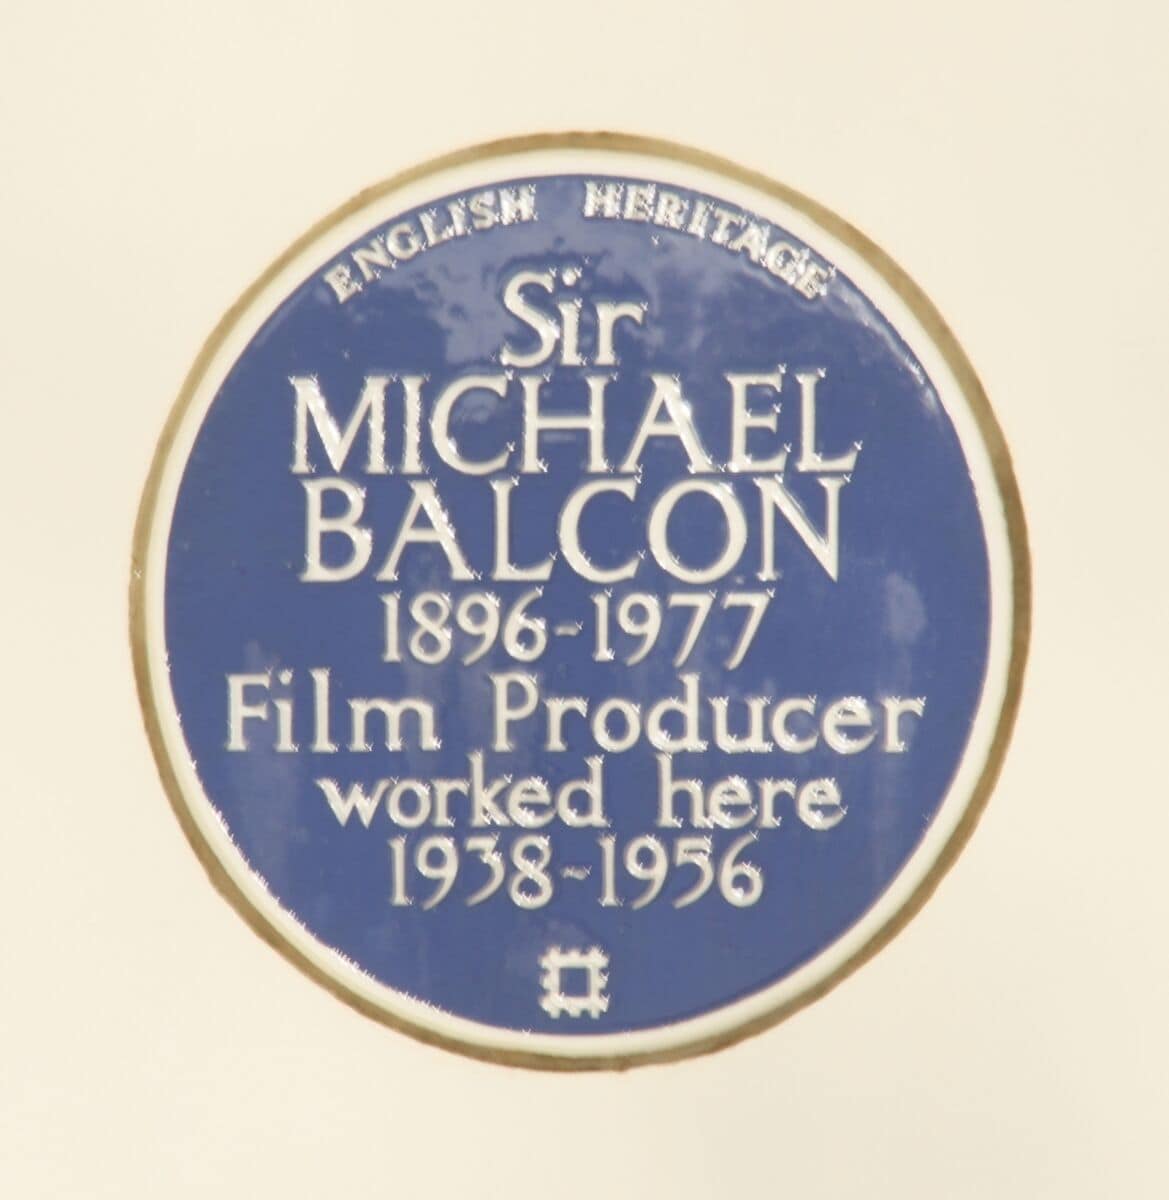 ENGLISH HERITAGE
Sir
MICHAEL
BALCON
1896-1977
Film Producer
worked here
1938-1956